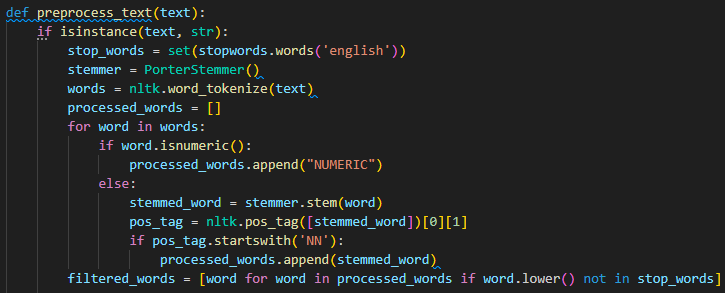 def preprocess_text(text):
    if isinstance(text, str):
        stop_words = set(stopwords.words('english'))
        stemmer = PorterStemmer()
        words = nltk.word_tokenize(text)
        processed_words = []
        for word in words:
            if word.isnumeric():
                processed_words.append("NUMERIC")
            else:
                stemmed_word = stemmer.stem(word)
                pos_tag = nltk.pos_tag([stemmed_word])[0][1]
                if pos_tag.startswith('NN'):
                    processed_words.append(stemmed_word)
        filtered_words = [word for word in processed_words if word.lower() not in stop_words]